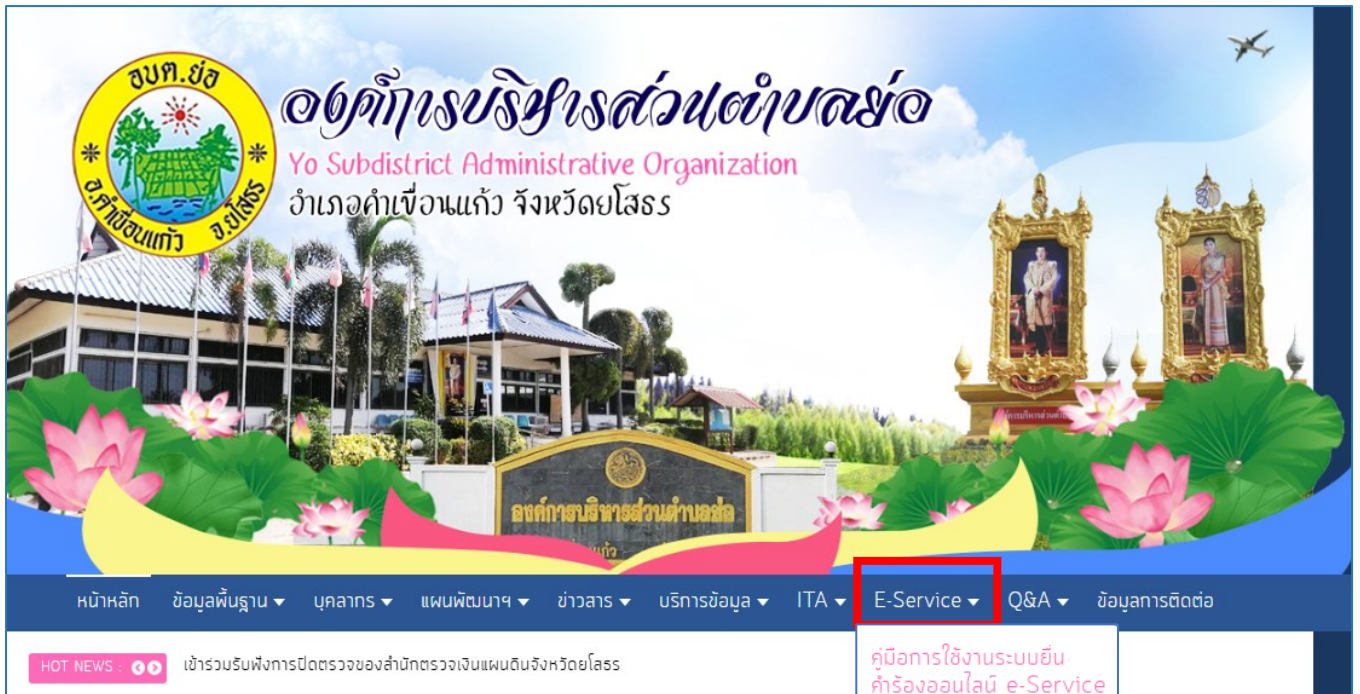 อบต.ย่อ
อ.คำเขื่อนแก้ว จ.ยโสธร
องค์การบริหารส่วนตำบลย่อ
Yo Subdistrict Administrative Organization
อำเภอคำเขื่อนแก้ว จังหวัดยโสธร
องค์การบริหารส่วนตำบลย่อ
หน้าหลัก ข้อมูลพื้นฐาน บุคลากร แผนพัฒนาฯ ข่าวสาร บริการข้อมูล ITA E-Service Q&A ข้อมูลการติดต่อ
HOT NEWS : เข้าร่วมรับฟังการปิดตรวจของสำนักตรวจเงินแผ่นดินจังหวัดยโสธร
คู่มือการใช้งานระบบยื่น
คำร้องออนไลน์ e-Service